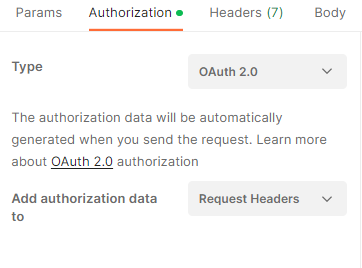 Params Authorization Headers (7) Body
Type OAuth 2.0
The authorization data will be automatically
generated when you send the request. Learn more
about OAuth 2.0 authorization
Add authorization data Request Headers
to